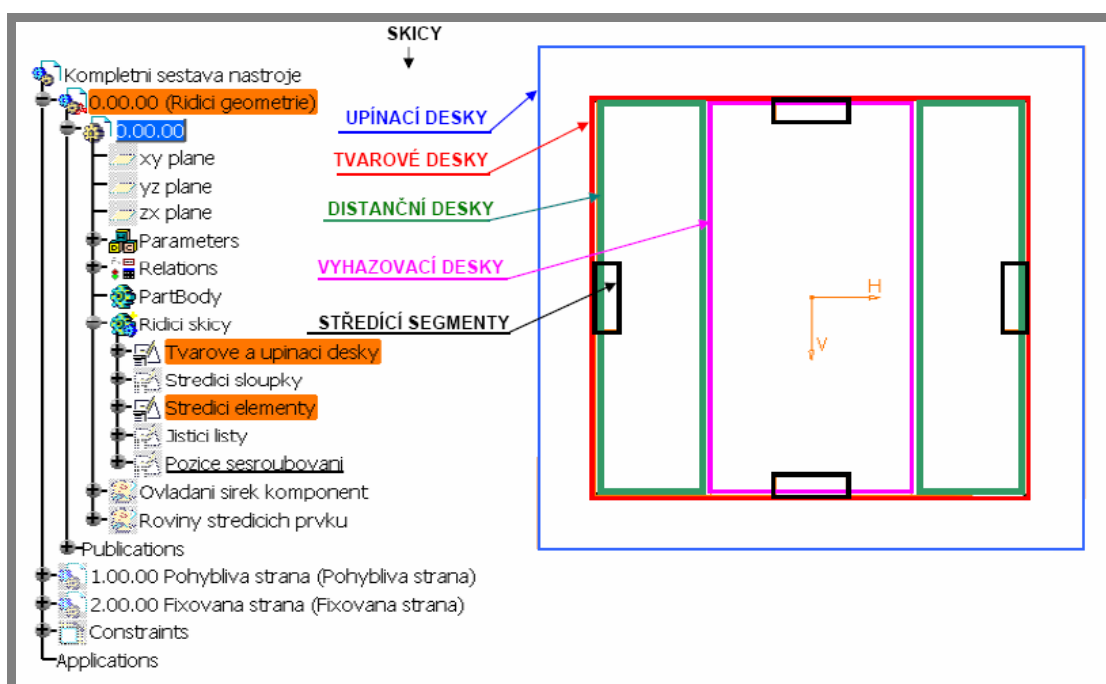 SKICY
Kompletni sestava nastroje
0.00.00 (Ridici geometrie)
0.00.00
xy plane
yz plane
zx plane
Parameters
Relations
PartBody
Ridici skicy
Tvarove a upinaci desky
Stredici sloupky
Stredici elementy
Jistici listy
Pozice sesroubovani
Ovladani sirek komponent
Roviny stredicich prvku
Publications
1.00.00 Pohybliva strana (Pohybliva strana)
2.00.00 Fixovana strana (Fixovana strana)
Constraints
Applications
UPÍNACÍ DESKY
TVAROVÉ DESKY
DISTANČNÍ DESKY
VYHAZOVACÍ DESKY
STŘEDÍCÍ SEGMENTY
H
V